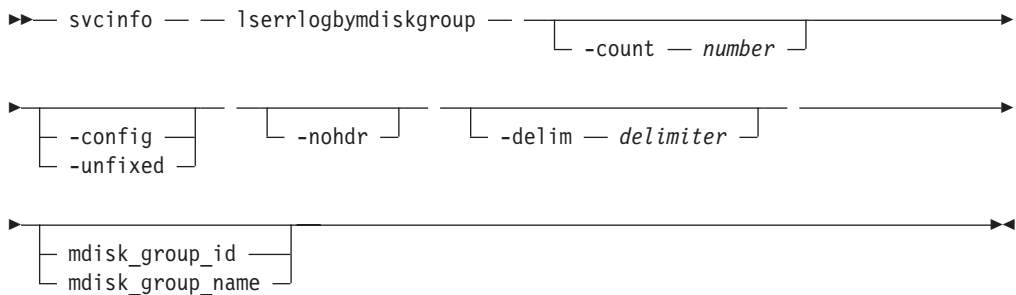 svcinfo lserrlogbymdiskgroup
-count number
-config -nohdr -delim delimiter
-unfixed
mdisk_group_id
mdisk_group_name